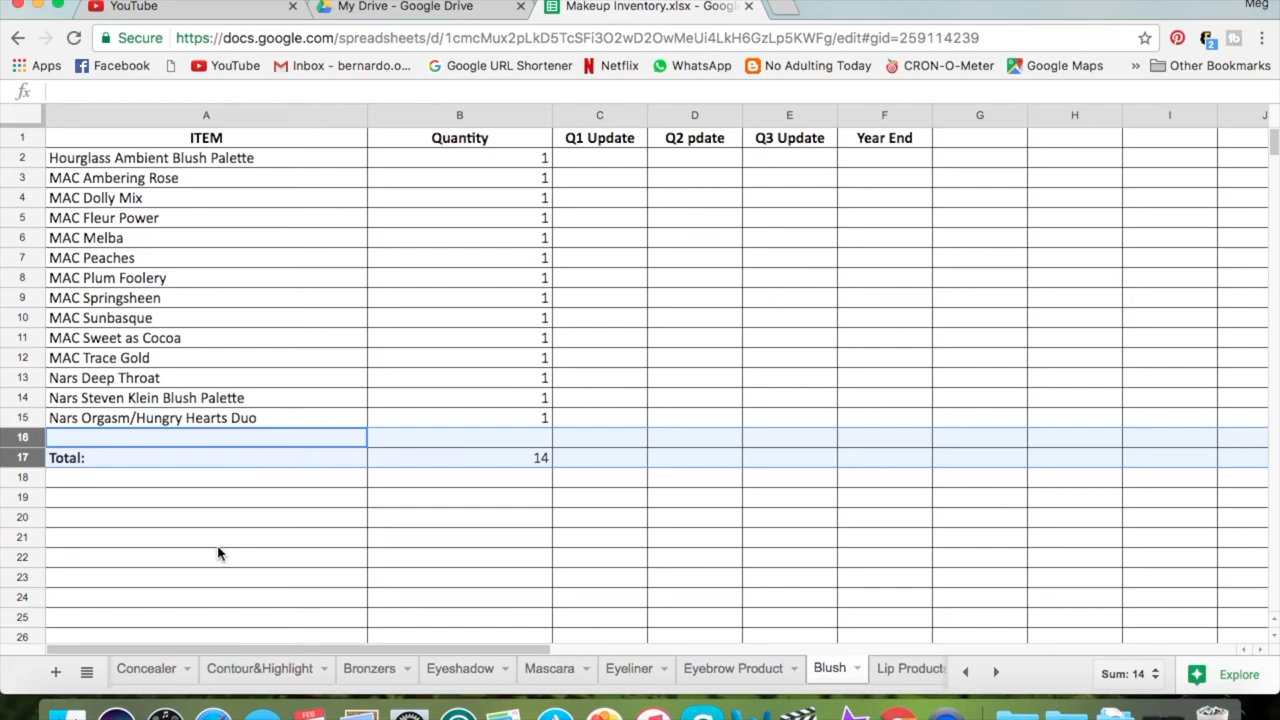 YouTube My Drive - Google Drive Makeup Inventory.xlsx - Googl Meg
Secure https://docs.google.com/spreadsheets/d/1cmcMux2pLkD5TcSFi3O2wD2OwMeUi4LkH6GzLp5KWFg/edit#gid=259114239
Apps Facebook YouTube Inbox - bernardo.o... Google URL Shortener Netflix WhatsApp No Adulting Today CRON-O-Meter Google Maps » Other Bookmarks
fx
A B C D E F G H I J
1 ITEM Quantity Q1 Update Q2 pdate Q3 Update Year End
2 Hourglass Ambient Blush Palette 1
3 MAC Ambering Rose 1
4 MAC Dolly Mix 1
5 MAC Fleur Power 1
6 MAC Melba 1
7 MAC Peaches 1
8 MAC Plum Foolery 1
9 MAC Springsheen 1
10 MAC Sunbasque 1
11 MAC Sweet as Cocoa 1
12 MAC Trace Gold 1
13 Nars Deep Throat 1
14 Nars Steven Klein Blush Palette 1
15 Nars Orgasm/Hungry Hearts Duo 1
16
17 Total: 14
18
19
20
21
22
23
24
25
26
Concealer Contour&Highlight Bronzers Eyeshadow Mascara Eyeliner Eyebrow Product Blush Lip Product Sum: 14 Explore
FEB